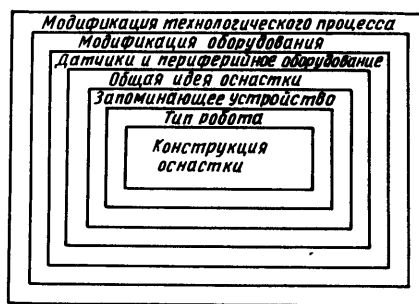 Модификация технологического процесса
Модификация оборудования
Датчики и периферийное оборудование
Общая идея оснастки
Запоминающее устройство
Тип робота
Конструкция
оснастки